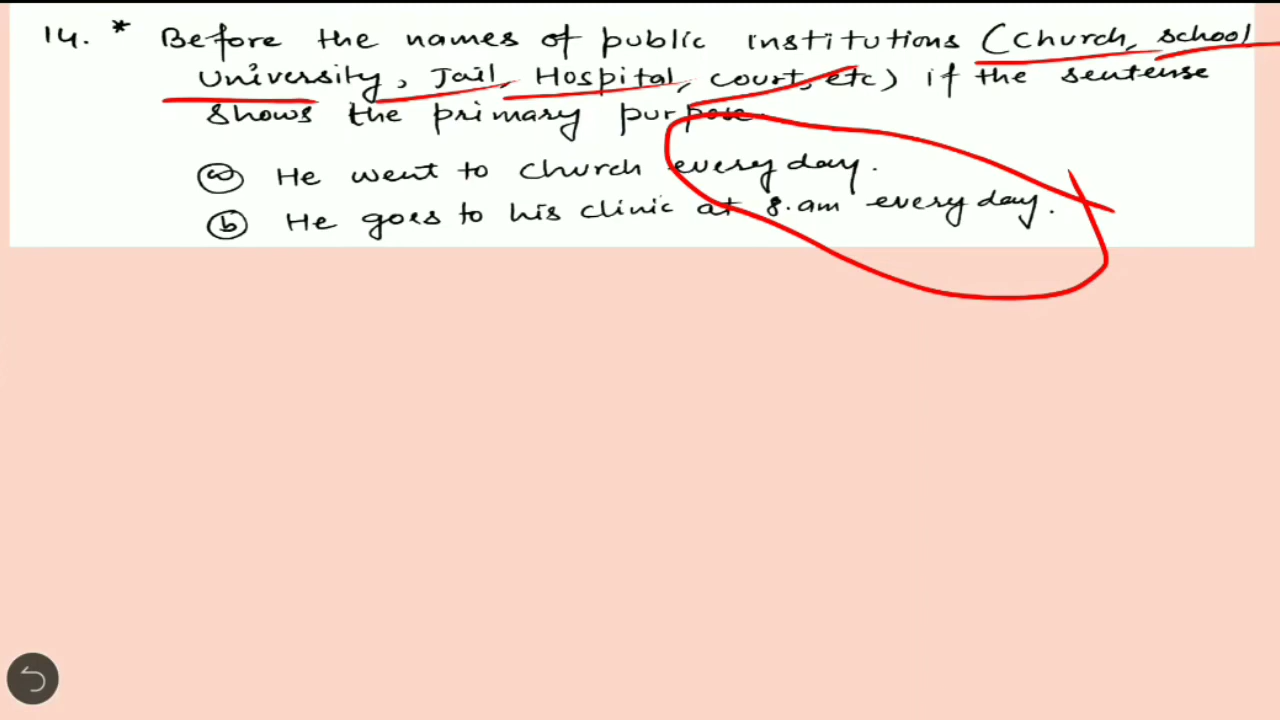 14. * Before the names of public institutions (church, school
University, Jail, Hospital, court, etc) if the sentense
shows the primary purpose.
(a) He went to church every day.
(b) He goes to his clinic at 8.am every day.